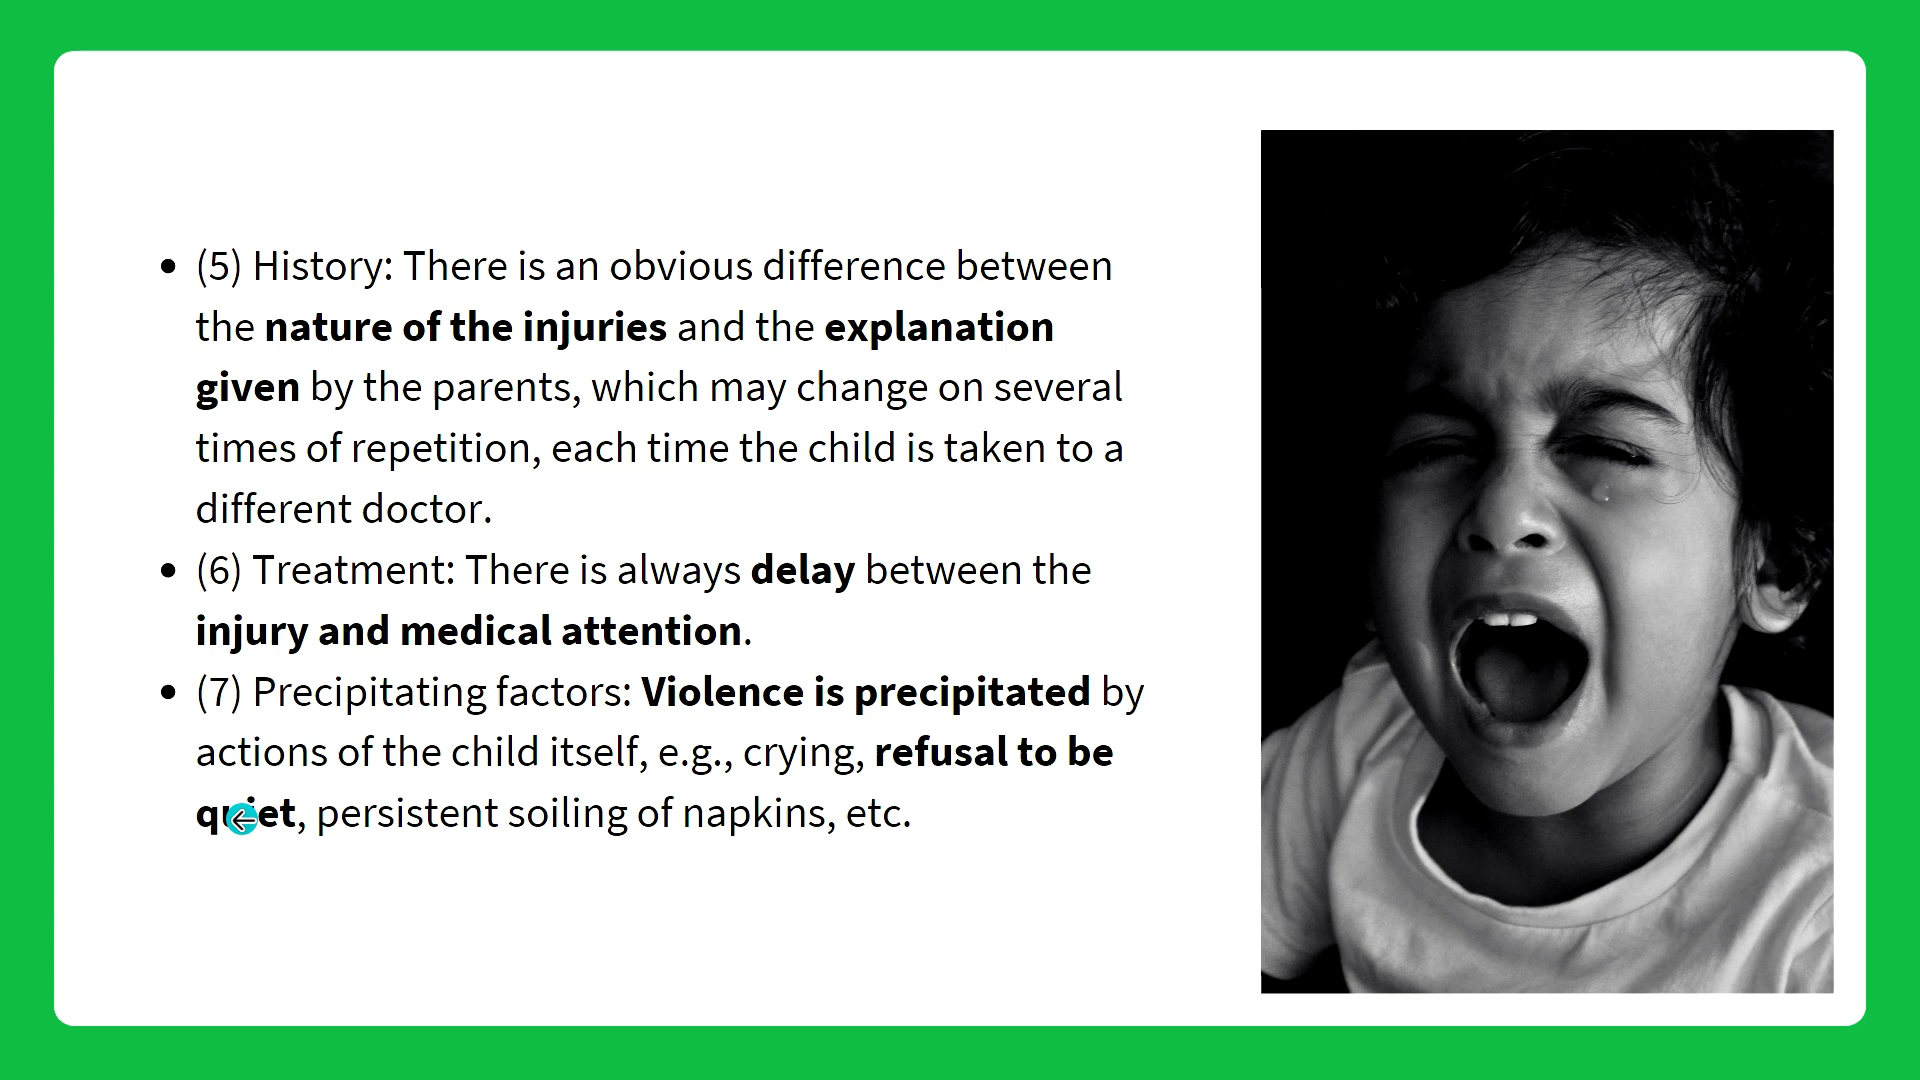 (5) History: There is an obvious difference between
the nature of the injuries and the explanation
given by the parents, which may change on several
times of repetition, each time the child is taken to a
different doctor.
(6) Treatment: There is always delay between the
injury and medical attention.
(7) Precipitating factors: Violence is precipitated by
actions of the child itself, e.g., crying, refusal to be
quiet, persistent soiling of napkins, etc.